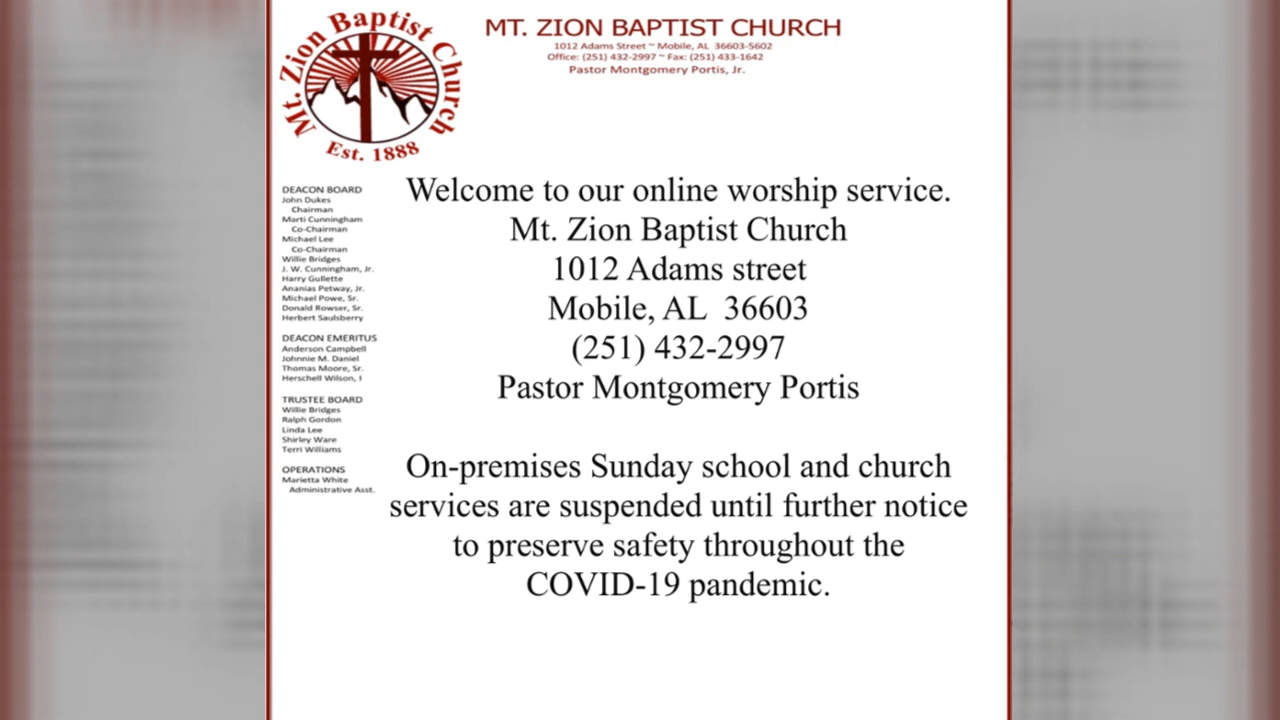 Mt. Zion Baptist Church
Est. 1888
MT. ZION BAPTIST CHURCH
1012 Adams Street ~ Mobile, AL 36603-5602
Office: (251) 432-2997 ~ Fax: (251) 433-1642
Pastor Montgomery Portis, Jr.
DEACON BOARD
John Dukes
Chairman
Marti Cunningham
Co-Chairman
Michael Lee
Co-Chairman
Willie Bridges
J. W. Cunningham, Jr.
Harry Gullette
Ananias Petway, Jr.
Michael Powe, Sr.
Donald Rowser, Sr.
Herbert Saulsberry
DEACON EMERITUS
Anderson Campbell
Johnnie M. Daniel
Thomas Moore, Sr.
Herschell Wilson, I
TRUSTEE BOARD
Willie Bridges
Ralph Gordon
Linda Lee
Shirley Ware
Terri Williams
OPERATIONS
Marietta White
Administrative Asst.
Welcome to our online worship service.
Mt. Zion Baptist Church
1012 Adams street
Mobile, AL 36603
(251) 432-2997
Pastor Montgomery Portis
On-premises Sunday school and church
services are suspended until further notice
to preserve safety throughout the
COVID-19 pandemic.